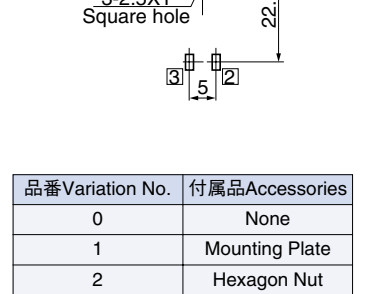 3-2.5X1
Square hole
22.
3
2
5
品番Variation No. 付属品Accessories
0 None
1 Mounting Plate
2 Hexagon Nut